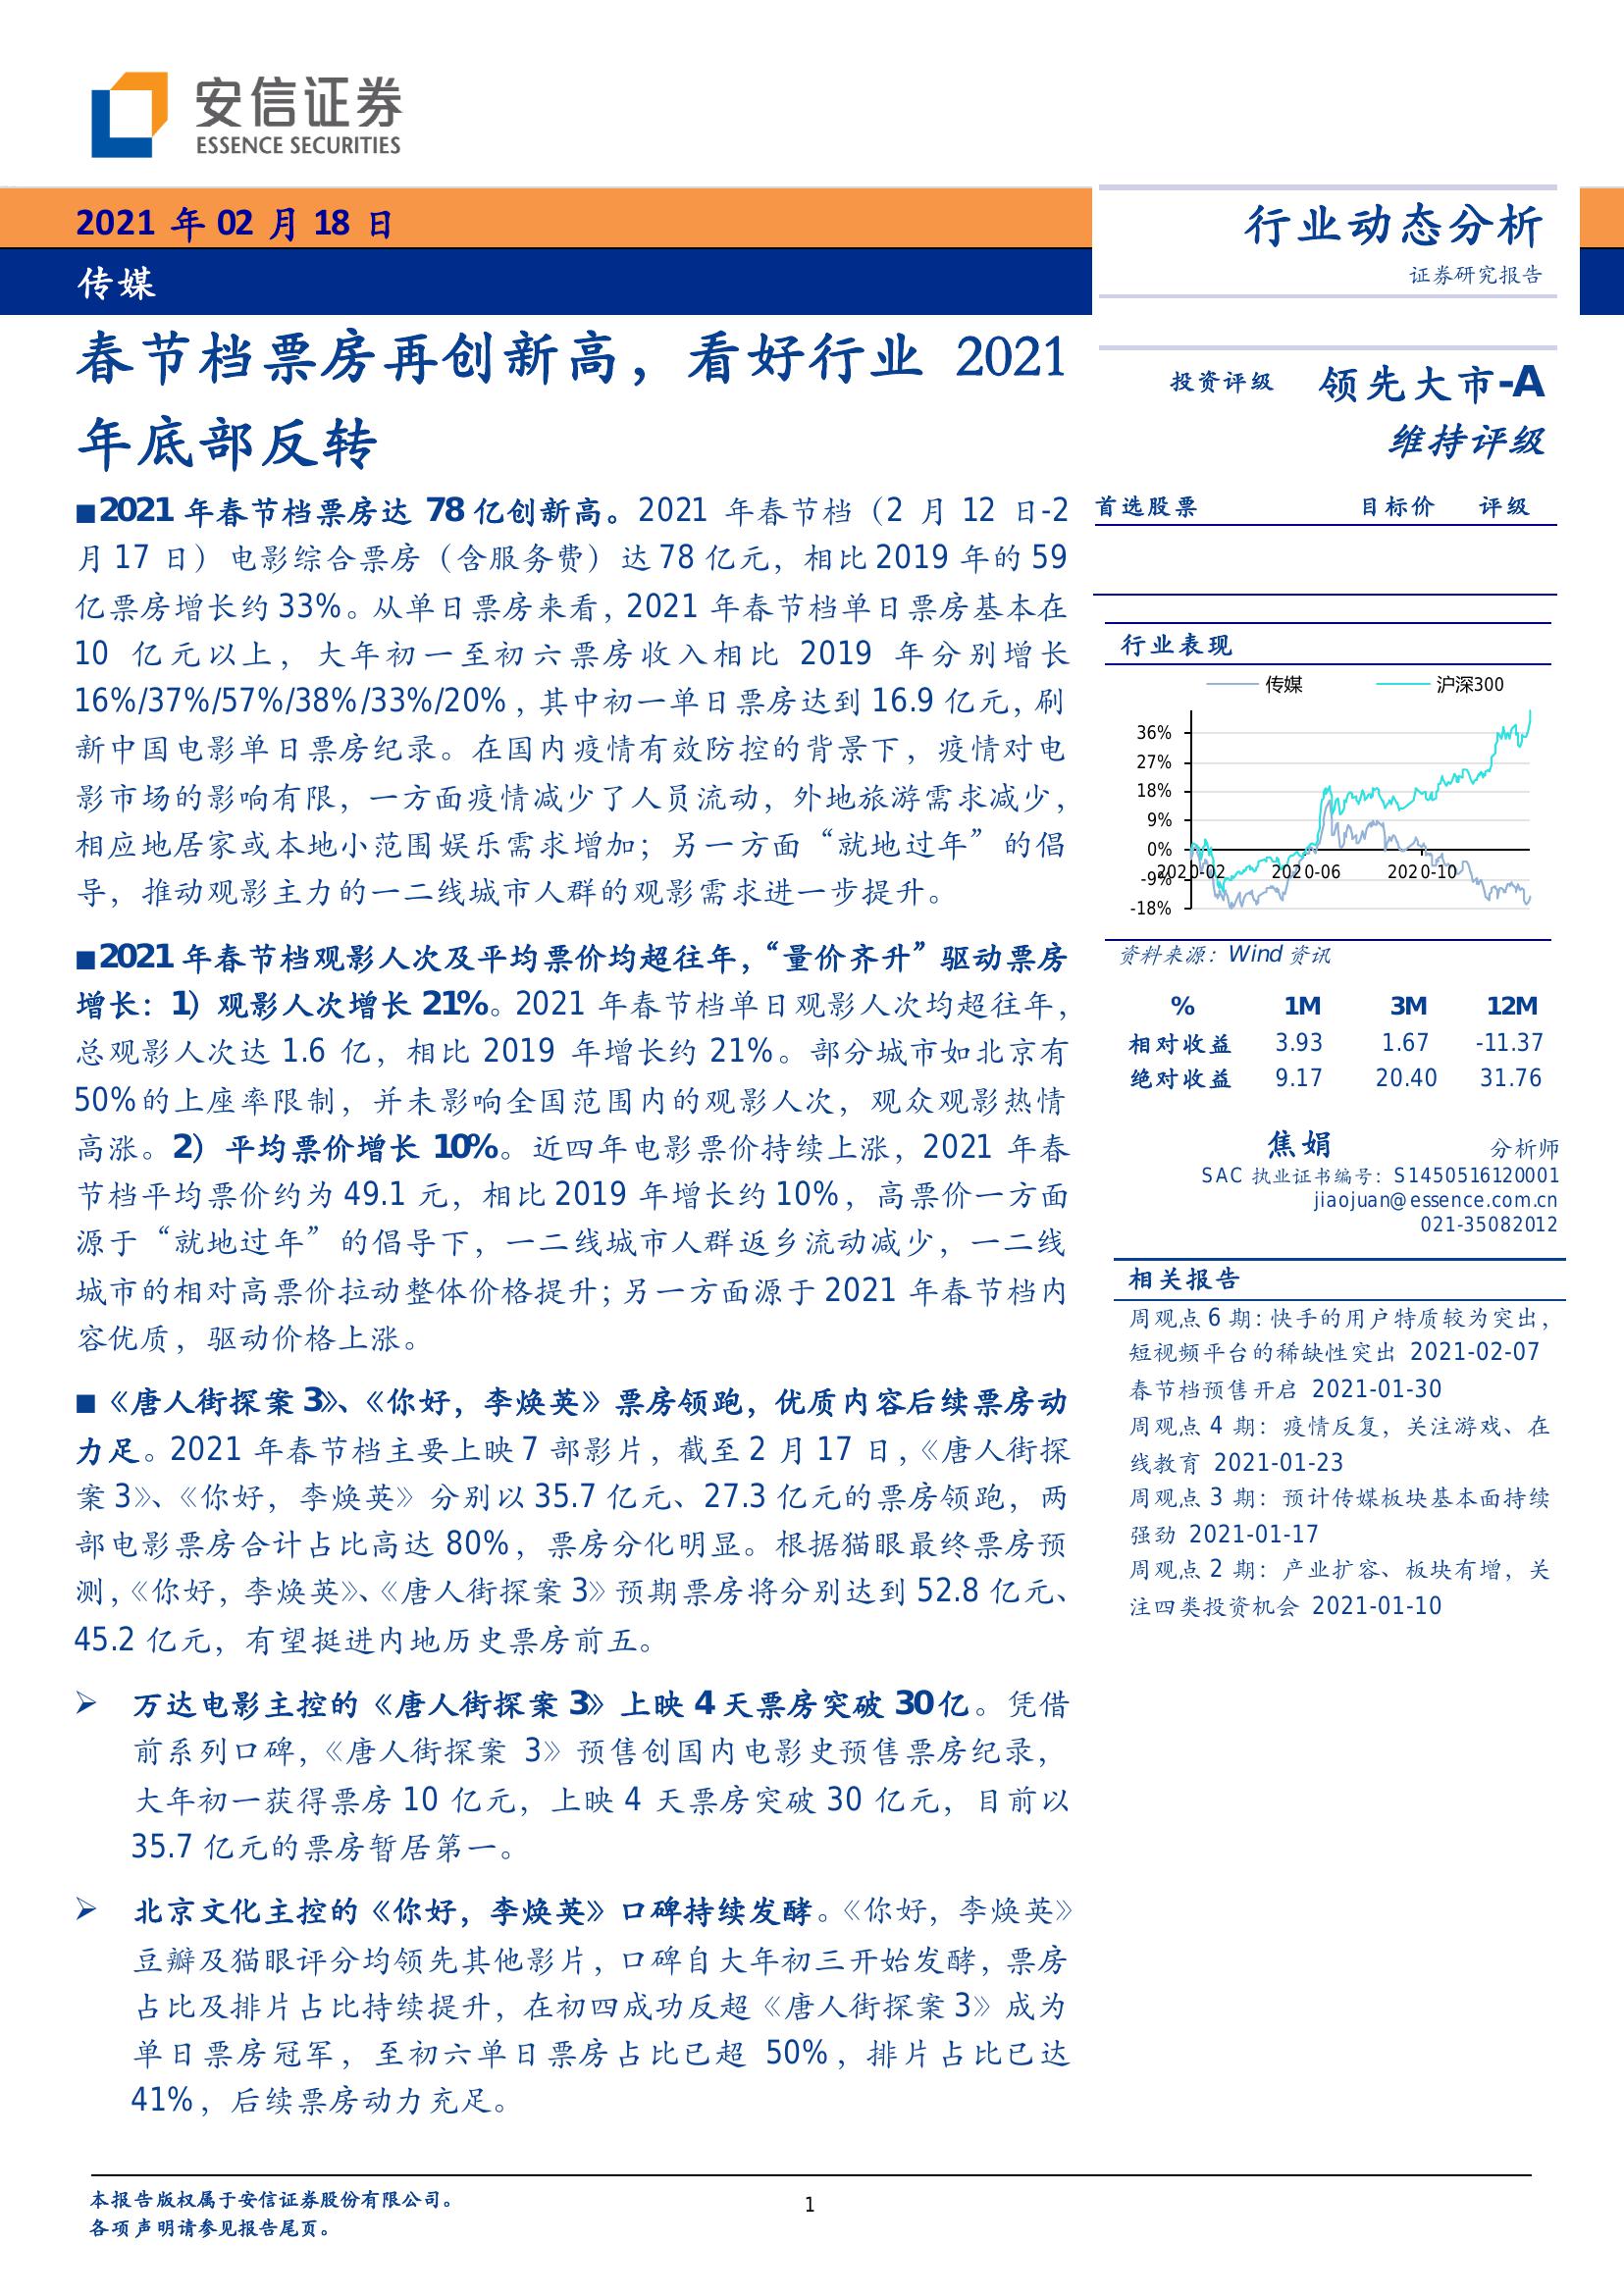 安信证券
ESSENCE SECURITIES
2021 年 02 月 18 日
传媒
行业动态分析
证券研究报告
春节档票房再创新高，看好行业 2021
年底部反转
■2021 年春节档票房达 78 亿创新高。2021 年春节档（2 月 12 日-2
月 17 日）电影综合票房（含服务费）达 78 亿元，相比 2019 年的 59
亿票房增长约 33%。从单日票房来看，2021 年春节档单日票房基本在
10 亿元以上，大年初一至初六票房收入相比 2019 年分别增长
16%/37%/57%/38%/33%/20%，其中初一单日票房达到 16.9 亿元，刷
新中国电影单日票房纪录。在国内疫情有效防控的背景下，疫情对电
影市场的影响有限，一方面疫情减少了人员流动，外地旅游需求减少，
相应地居家或本地小范围娱乐需求增加；另一方面“就地过年”的倡
导，推动观影主力的一二线城市人群的观影需求进一步提升。
■2021 年春节档观影人次及平均票价均超往年，“量价齐升”驱动票房
增长：1）观影人次增长 21%。2021 年春节档单日观影人次均超往年，
总观影人次达 1.6 亿，相比 2019 年增长约 21%。部分城市如北京有
50%的上座率限制，并未影响全国范围内的观影人次，观众观影热情
高涨。2）平均票价增长 10%。近四年电影票价持续上涨，2021 年春
节档平均票价约为 49.1 元，相比 2019 年增长约 10%，高票价一方面
源于“就地过年”的倡导下，一二线城市人群返乡流动减少，一二线
城市的相对高票价拉动整体价格提升；另一方面源于 2021 年春节档内
容优质，驱动价格上涨。
■《唐人街探案 3》、《你好，李焕英》票房领跑，优质内容后续票房动
力足。2021 年春节档主要上映 7 部影片，截至 2 月 17 日，《唐人街探
案 3》、《你好，李焕英》分别以 35.7 亿元、27.3 亿元的票房领跑，两
部电影票房合计占比高达 80%，票房分化明显。根据猫眼最终票房预
测，《你好，李焕英》、《唐人街探案 3》预期票房将分别达到 52.8 亿元、
45.2 亿元，有望挺进内地历史票房前五。
➢ 万达电影主控的《唐人街探案 3》上映 4 天票房突破 30 亿。凭借
前系列口碑，《唐人街探案 3》预售创国内电影史预售票房纪录，
大年初一获得票房 10 亿元，上映 4 天票房突破 30 亿元，目前以
35.7 亿元的票房暂居第一。
➢ 北京文化主控的《你好，李焕英》口碑持续发酵。《你好，李焕英》
豆瓣及猫眼评分均领先其他影片，口碑自大年初三开始发酵，票房
占比及排片占比持续提升，在初四成功反超《唐人街探案 3》成为
单日票房冠军，至初六单日票房占比已超 50%，排片占比已达
41%，后续票房动力充足。
投资评级 领先大市-A
维持评级
首选股票 目标价 评级
行业表现
传媒 沪深300
36%
27%
18%
9%
0%
-9%
-18%
2020-02 2020-06 2020-10
资料来源：Wind 资讯
% 1M 3M 12M
相对收益 3.93 1.67 -11.37
绝对收益 9.17 20.40 31.76
焦娟 分析师
SAC 执业证书编号：S1450516120001
jiaojuan@essence.com.cn
021-35082012
相关报告
周观点 6 期：快手的用户特质较为突出，
短视频平台的稀缺性突出 2021-02-07
春节档预售开启 2021-01-30
周观点 4 期：疫情反复，关注游戏、在
线教育 2021-01-23
周观点 3 期：预计传媒板块基本面持续
强劲 2021-01-17
周观点 2 期：产业扩容、板块有增，关
注四类投资机会 2021-01-10
本报告版权属于安信证券股份有限公司。
各项声明请参见报告尾页。
1